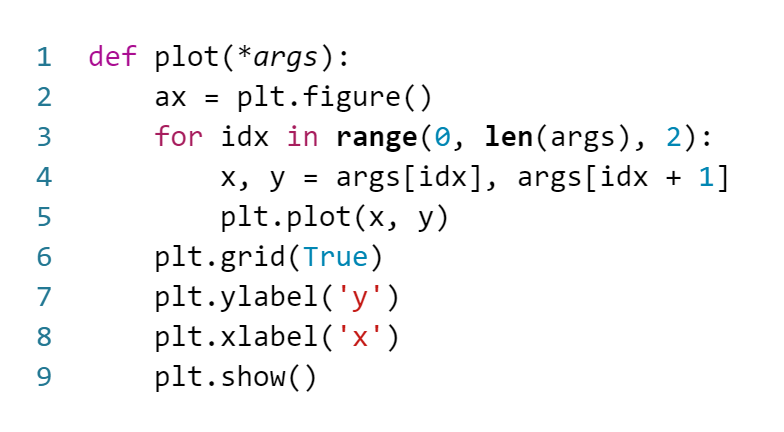 1 def plot(*args):
2     ax = plt.figure()
3     for idx in range(0, len(args), 2):
4         x, y = args[idx], args[idx + 1]
5         plt.plot(x, y)
6     plt.grid(True)
7     plt.ylabel('y')
8     plt.xlabel('x')
9     plt.show()